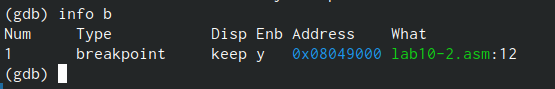 (gdb) info b
Num     Type           Disp Enb Address    What
1       breakpoint     keep y   0x08049000 lab10-2.asm:12
(gdb)